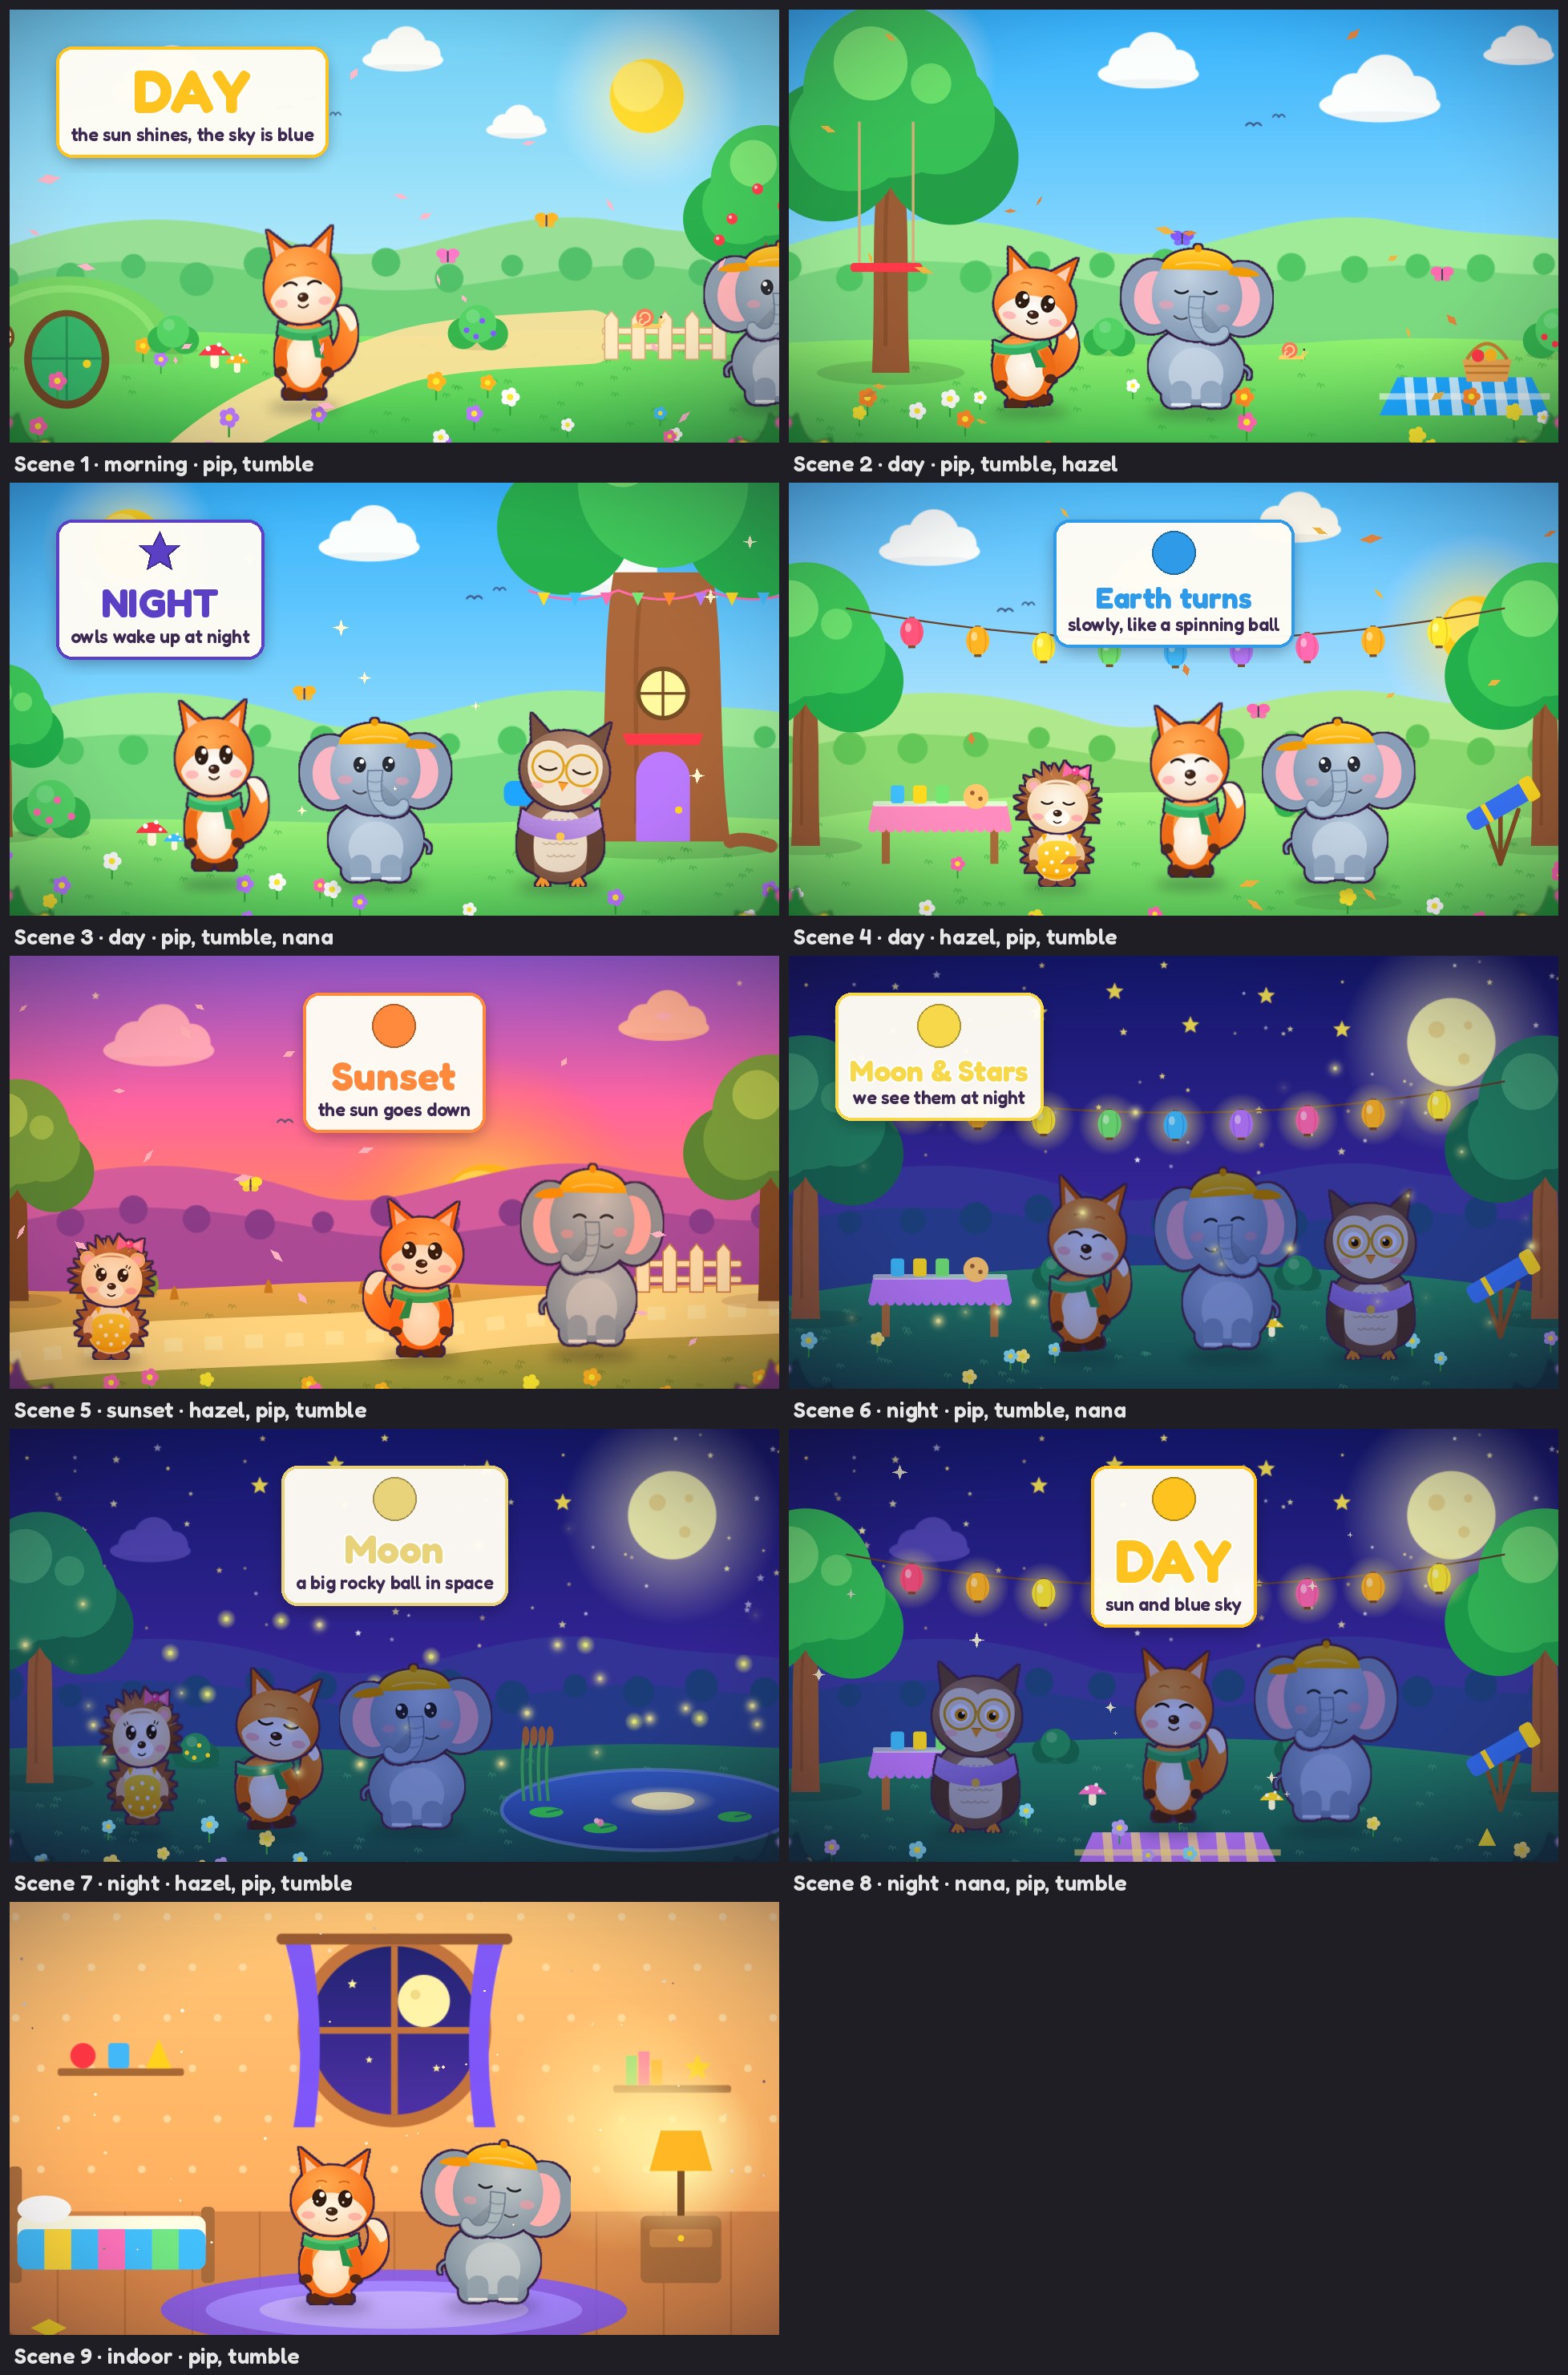 DAY
the sun shines, the sky is blue
Scene 1 · morning · pip, tumble
Scene 2 · day · pip, tumble, hazel
NIGHT
owls wake up at night
Scene 3 · day · pip, tumble, nana
Earth turns
slowly, like a spinning ball
Scene 4 · day · hazel, pip, tumble
Sunset
the sun goes down
Scene 5 · sunset · hazel, pip, tumble
Moon & Stars
we see them at night
Scene 6 · night · pip, tumble, nana
Moon
a big rocky ball in space
Scene 7 · night · hazel, pip, tumble
DAY
sun and blue sky
Scene 8 · night · nana, pip, tumble
Scene 9 · indoor · pip, tumble